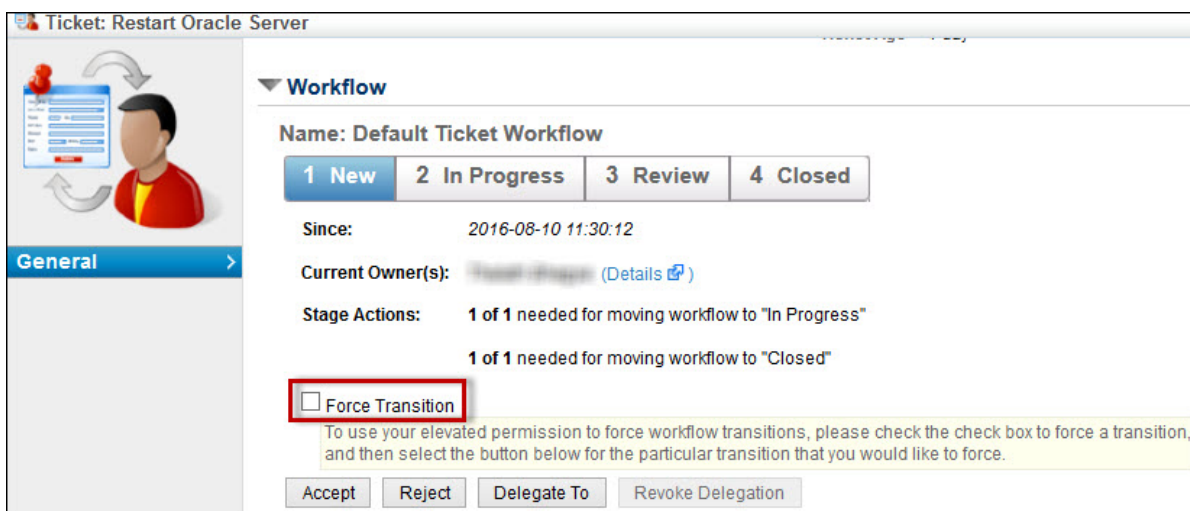 Ticket: Restart Oracle Server
Workflow
Name: Default Ticket Workflow
1 New 2 In Progress 3 Review 4 Closed
Since: 2016-08-10 11:30:12
General
Current Owner(s): (Details )
Stage Actions: 1 of 1 needed for moving workflow to "In Progress"
1 of 1 needed for moving workflow to "Closed"
Force Transition
To use your elevated permission to force workflow transitions, please check the check box to force a transition,
and then select the button below for the particular transition that you would like to force.
Accept Reject Delegate To Revoke Delegation